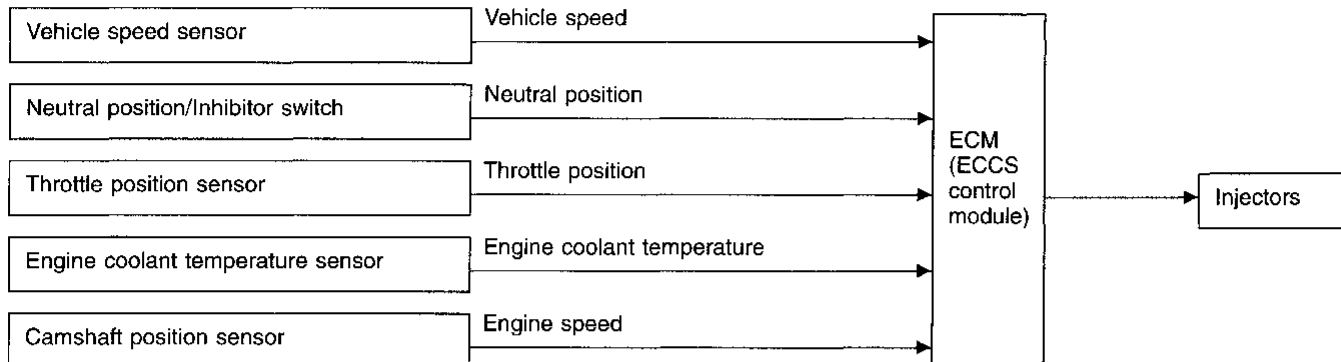 Vehicle speed sensor
Vehicle speed
Neutral position/Inhibitor switch
Neutral position
Throttle position sensor
Throttle position
Engine coolant temperature sensor
Engine coolant temperature
Camshaft position sensor
Engine speed
ECM
(ECCS
control
module)
Injectors